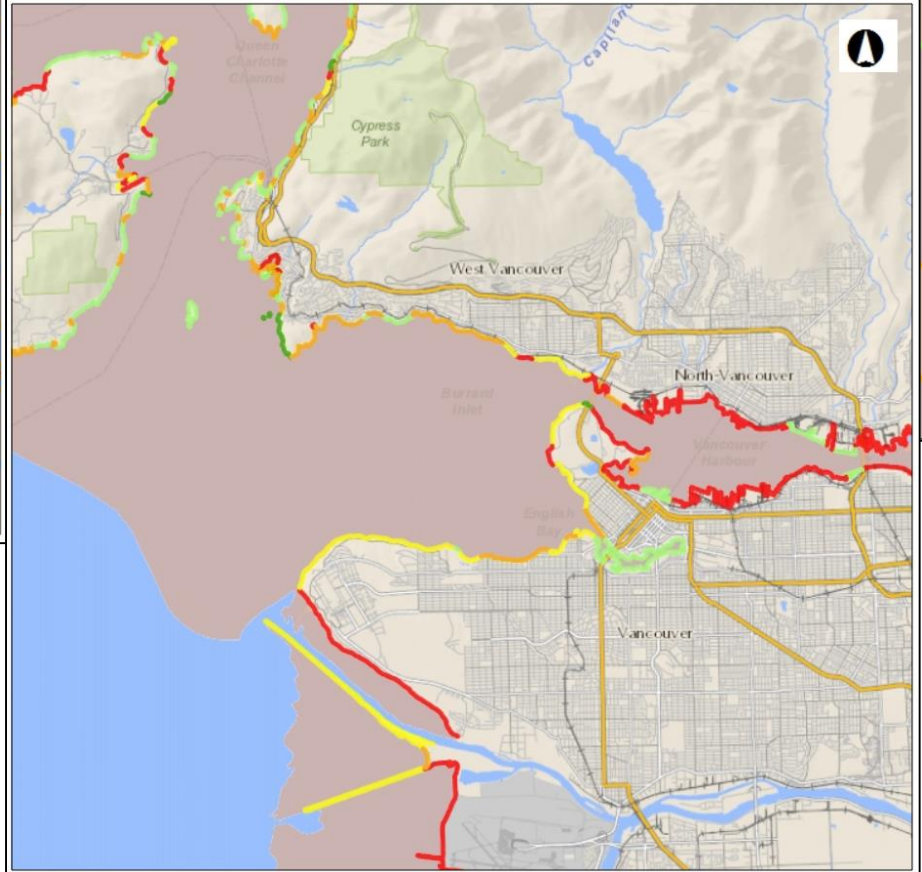 Queen
Charlotte
Channel
Capilano
Cypress
Park
West Vancouver
North-Vancouver
Burrard
Inlet
Vancouver
Harbour
English
Bay
Vancouver